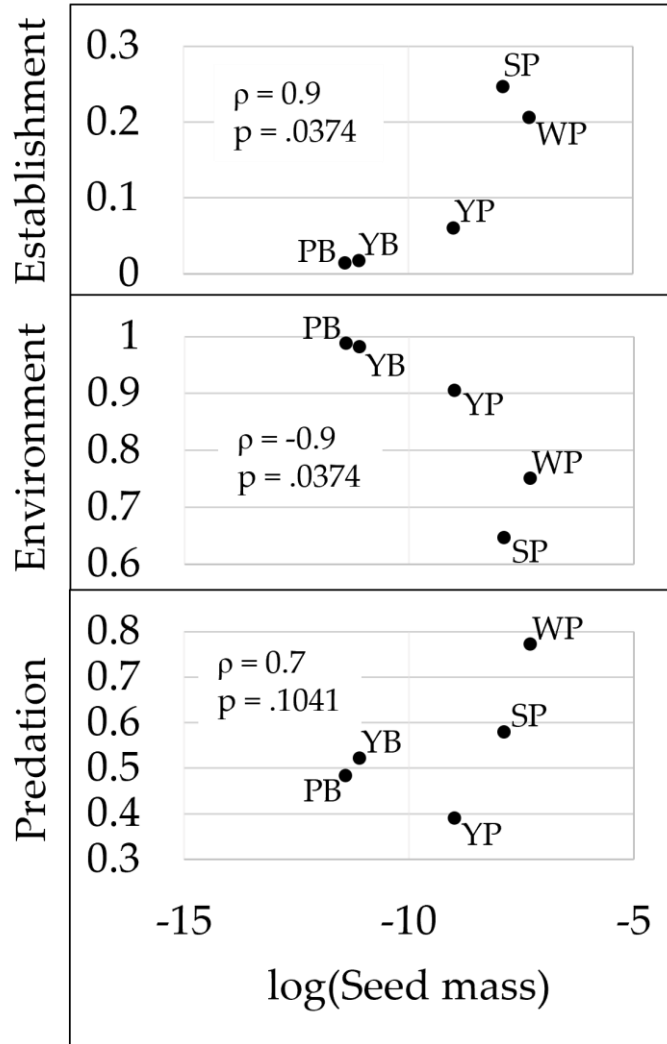 Establishment
0.3
0.2
0.1
0
ρ = 0.9
p = .0374
SP
WP
YP
PB
YB
Environment
1
0.9
0.8
0.7
0.6
PB
YB
YP
ρ = -0.9
p = .0374
WP
SP
Predation
0.8
0.7
0.6
0.5
0.4
0.3
WP
ρ = 0.7
p = .1041
SP
YB
PB
YP
-15 -10 -5
log(Seed mass)